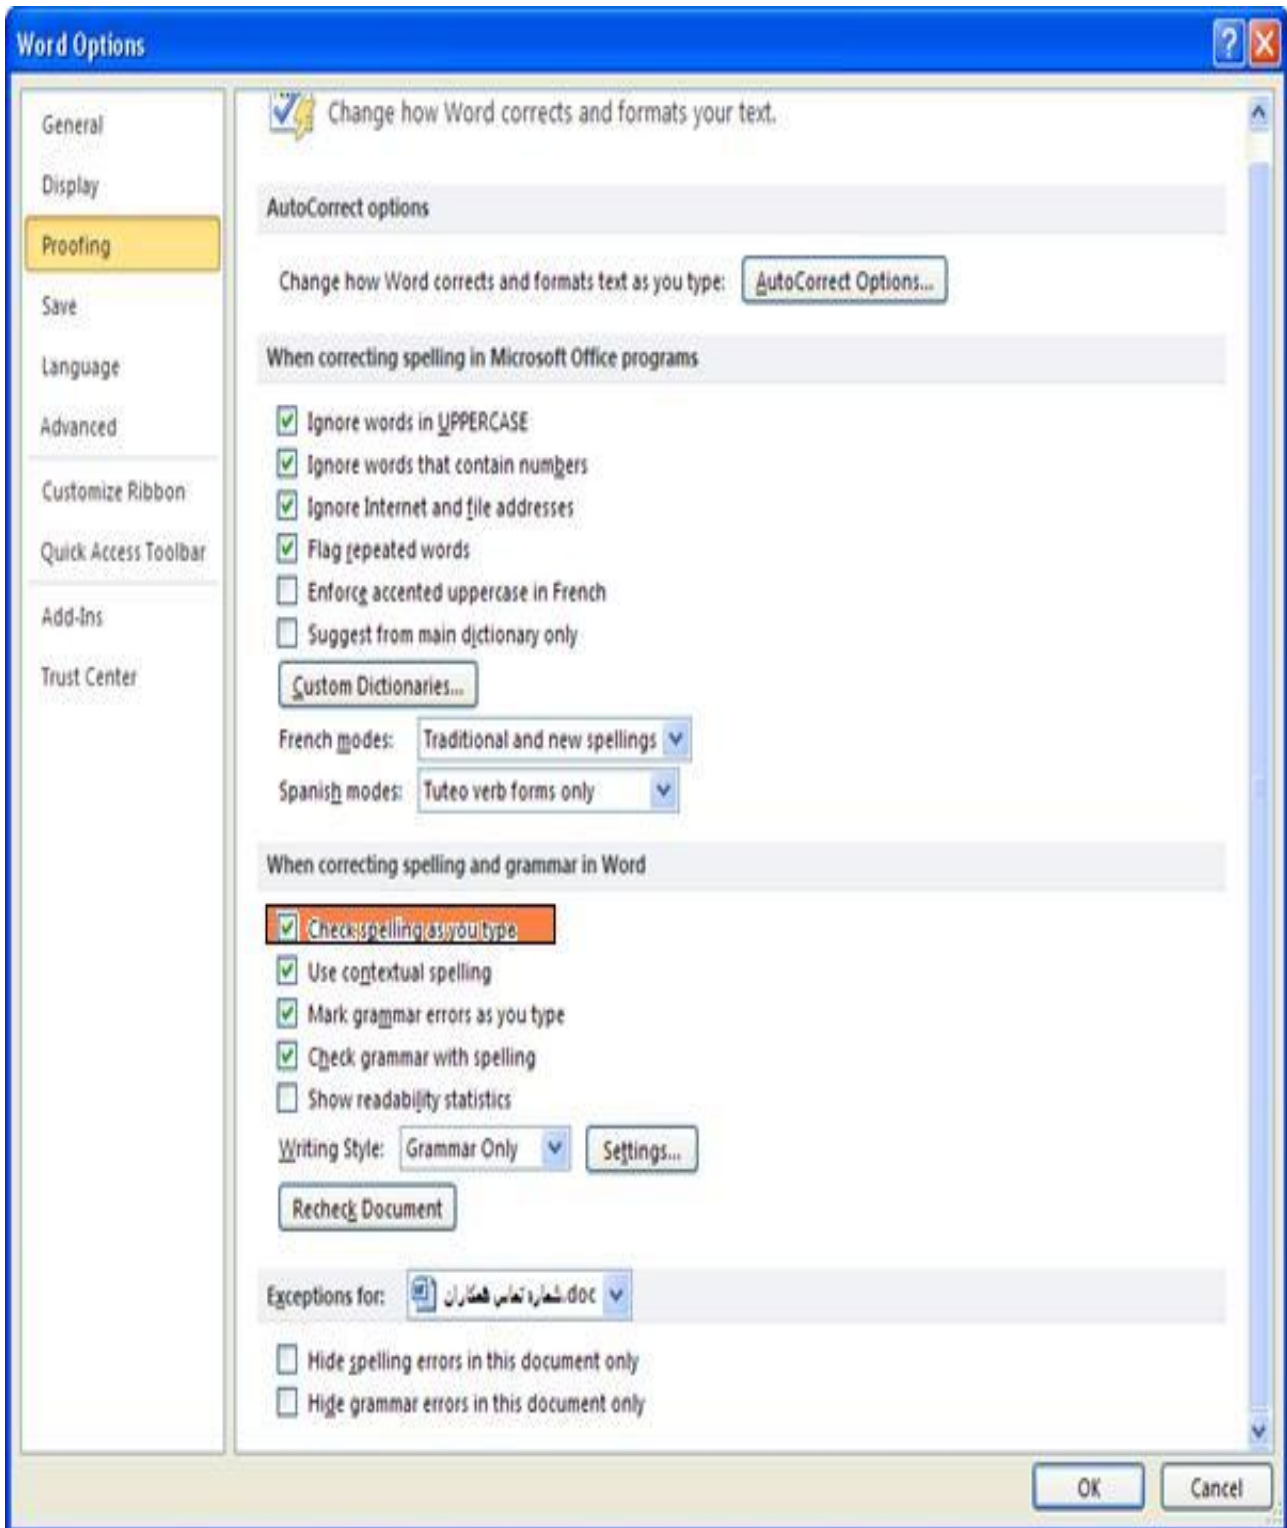 Word Options
General
Display
Proofing
Save
Language
Advanced
Customize Ribbon
Quick Access Toolbar
Add-Ins
Trust Center
Change how Word corrects and formats your text.
AutoCorrect options
Change how Word corrects and formats text as you type: AutoCorrect Options...
When correcting spelling in Microsoft Office programs
Ignore words in UPPERCASE
Ignore words that contain numbers
Ignore Internet and file addresses
Flag repeated words
Enforce accented uppercase in French
Suggest from main dictionary only
Custom Dictionaries...
French modes: Traditional and new spellings
Spanish modes: Tuteo verb forms only
When correcting spelling and grammar in Word
Check spelling as you type
Use contextual spelling
Mark grammar errors as you type
Check grammar with spelling
Show readability statistics
Writing Style: Grammar Only Settings...
Recheck Document
Exceptions for: شماره تماس همکاران.doc
Hide spelling errors in this document only
Hide grammar errors in this document only
OK Cancel